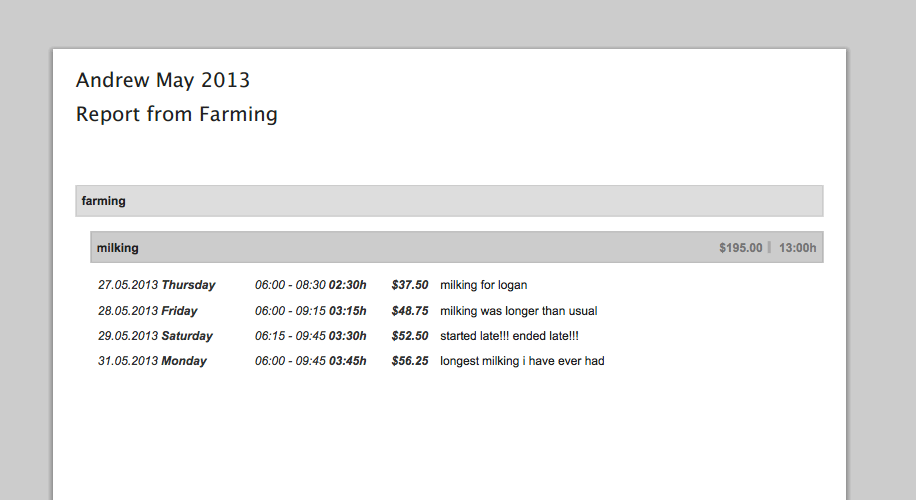 Andrew May 2013
Report from Farming
farming
milking $195.00 | 13:00h
27.05.2013 Thursday 06:00 - 08:30 02:30h $37.50 milking for logan
28.05.2013 Friday 06:00 - 09:15 03:15h $48.75 milking was longer than usual
29.05.2013 Saturday 06:15 - 09:45 03:30h $52.50 started late!!! ended late!!!
31.05.2013 Monday 06:00 - 09:45 03:45h $56.25 longest milking i have ever had